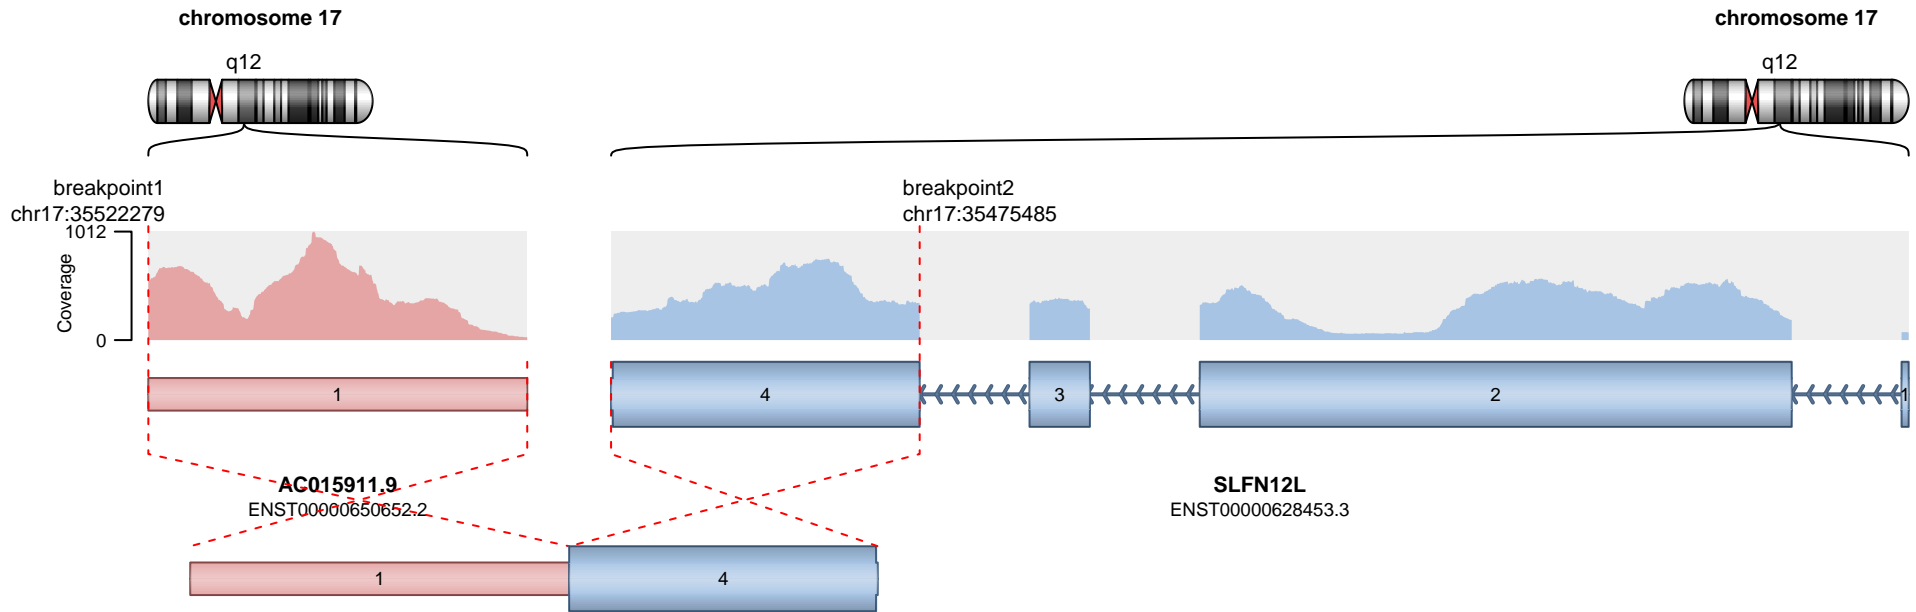 chromosome 17
chromosome 17
q12
q12
breakpoint1
chr17:35522279
breakpoint2
chr17:35475485
1012
Coverage
0
1
4
3
2
1
AC015911.9
ENST00000650652.2
SLFN12L
ENST00000628453.3
1
4